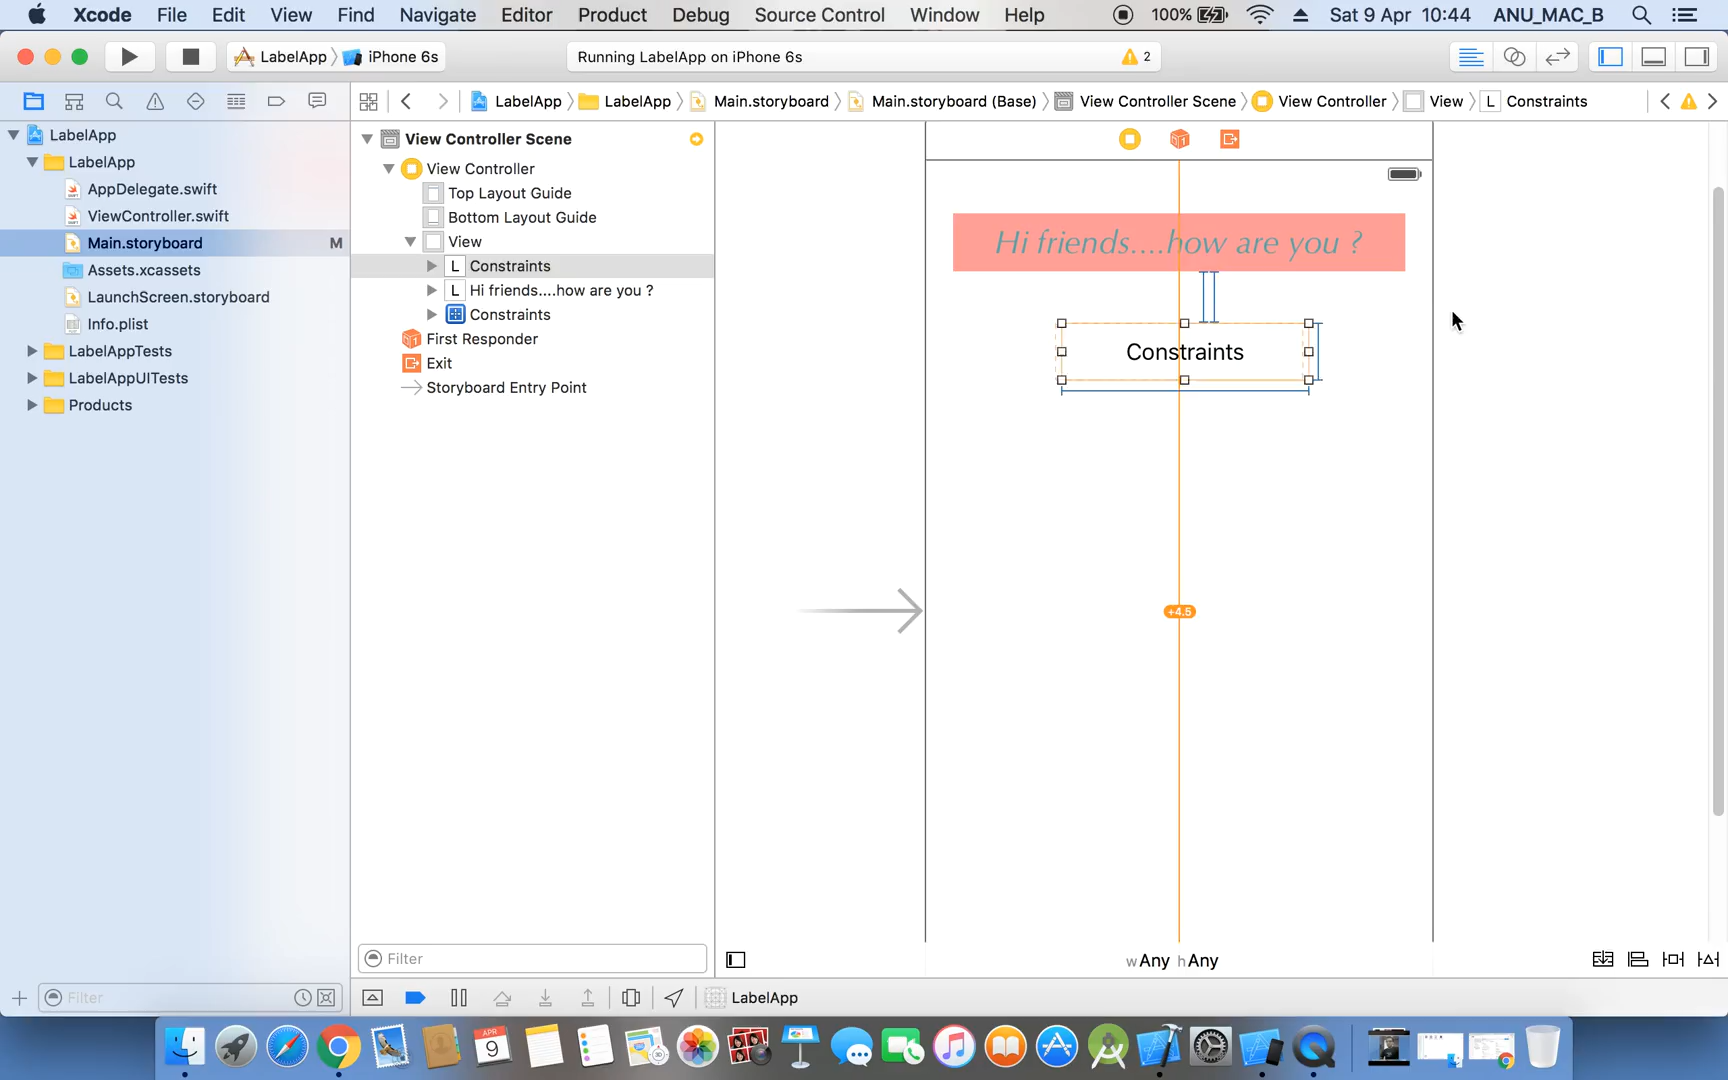 Xcode File Edit View Find Navigate Editor Product Debug Source Control Window Help 100% Sat 9 Apr 10:44 ANU_MAC_B
LabelApp iPhone 6s Running LabelApp on iPhone 6s 2
LabelApp LabelApp Main.storyboard Main.storyboard (Base) View Controller Scene View Controller View L Constraints
LabelApp
LabelApp
AppDelegate.swift
ViewController.swift
Main.storyboard M
Assets.xcassets
LaunchScreen.storyboard
Info.plist
LabelAppTests
LabelAppUITests
Products
Filter
View Controller Scene
View Controller
Top Layout Guide
Bottom Layout Guide
View
L Constraints
L Hi friends....how are you ?
Constraints
First Responder
Exit
Storyboard Entry Point
Filter
Hi friends....how are you ?
Constraints
+4.5
wAny hAny
LabelApp
APR
9